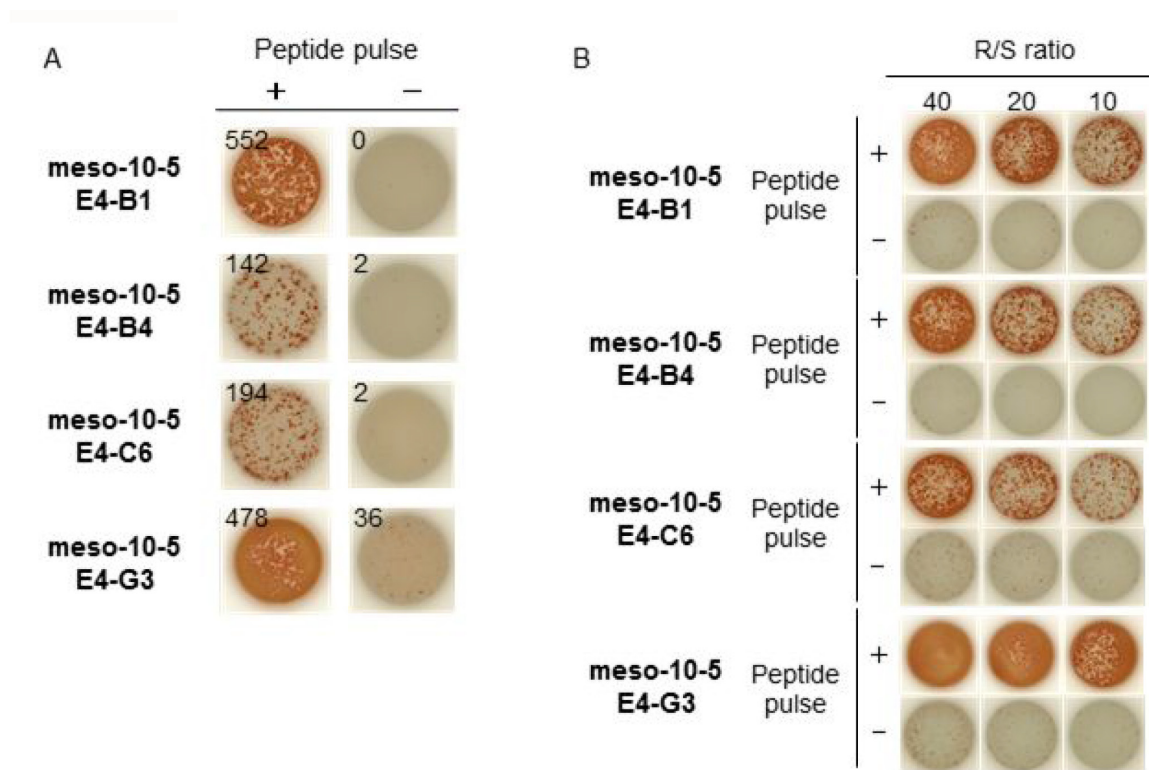 A
Peptide pulse
+ −
meso-10-5
E4-B1
552 0
meso-10-5
E4-B4
142 2
meso-10-5
E4-C6
194 2
meso-10-5
E4-G3
478 36
B
R/S ratio
40 20 10
meso-10-5
E4-B1
Peptide
pulse
+
−
meso-10-5
E4-B4
Peptide
pulse
+
−
meso-10-5
E4-C6
Peptide
pulse
+
−
meso-10-5
E4-G3
Peptide
pulse
+
−